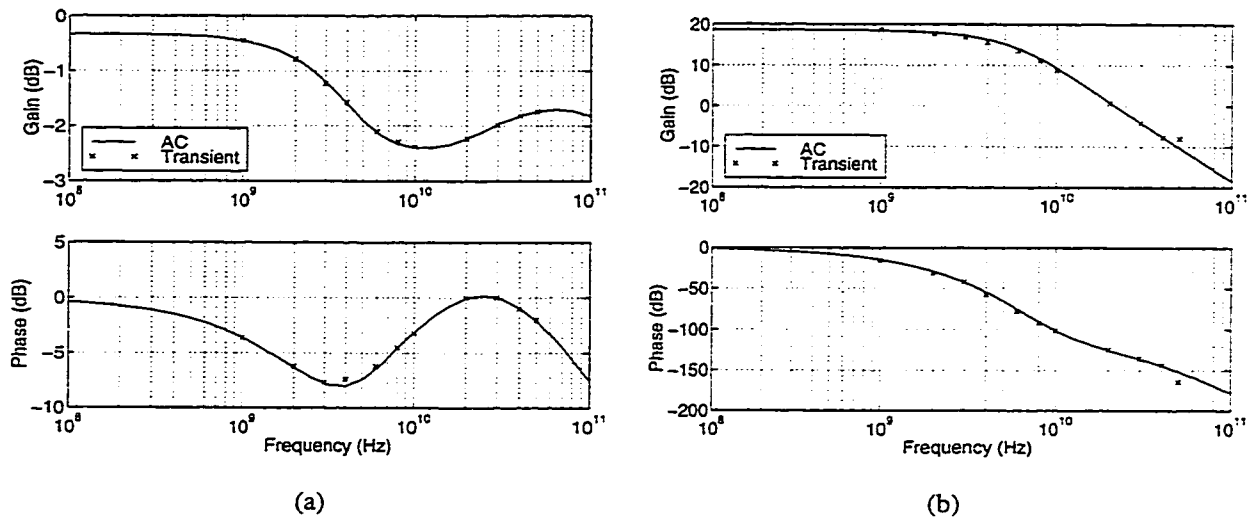 0
-1
-2
-3
Gain (dB)
AC
Transient
10^8
10^9
10^10
10^11
5
0
-5
-10
Phase (dB)
10^8
10^9
10^10
10^11
Frequency (Hz)
(a)
20
10
0
-10
-20
Gain (dB)
AC
Transient
10^8
10^9
10^10
10^11
0
-50
-100
-150
-200
Phase (dB)
10^8
10^9
10^10
10^11
Frequency (Hz)
(b)